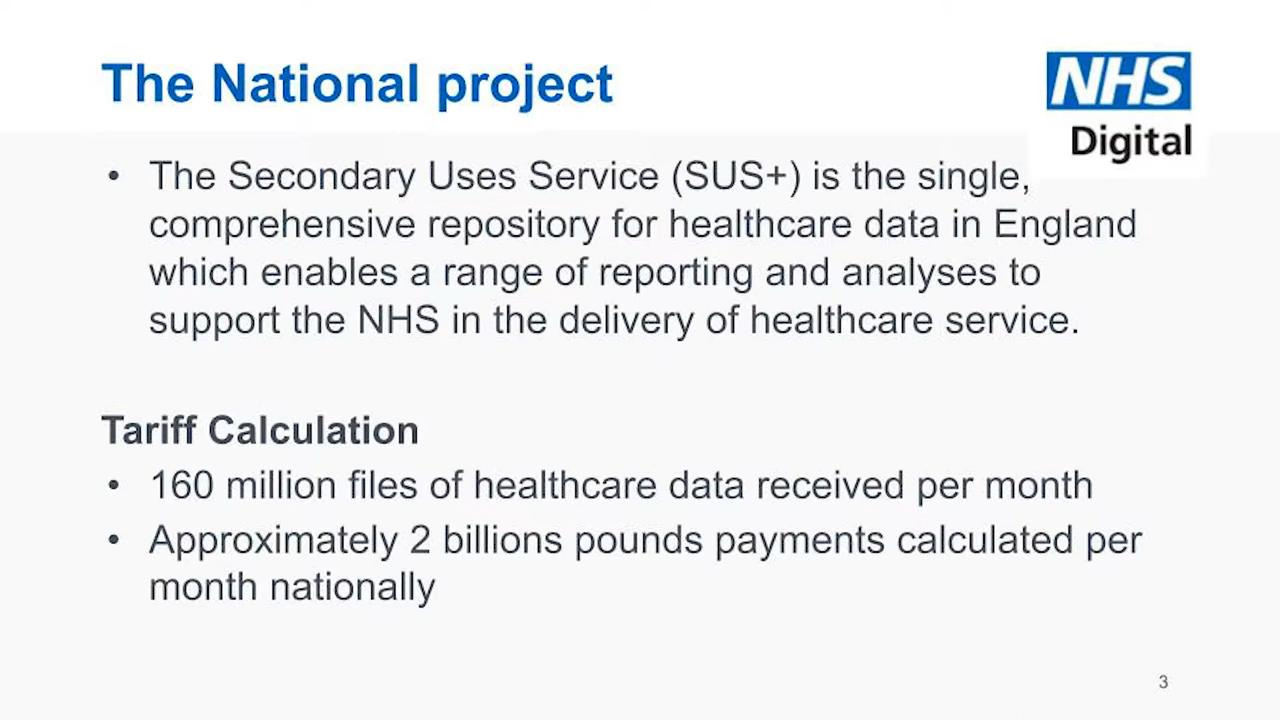 The National project
NHS
Digital
• The Secondary Uses Service (SUS+) is the single,
comprehensive repository for healthcare data in England
which enables a range of reporting and analyses to
support the NHS in the delivery of healthcare service.
Tariff Calculation
• 160 million files of healthcare data received per month
• Approximately 2 billions pounds payments calculated per
month nationally
3